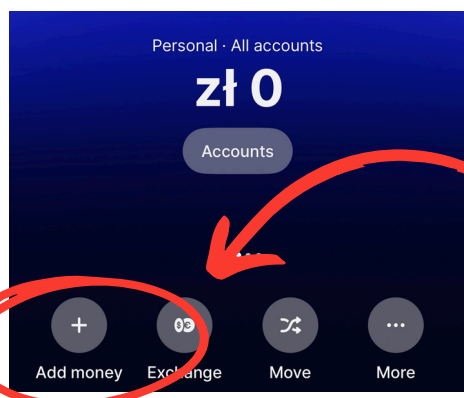 Personal · All accounts
zł 0
Accounts
Add money
Exchange
Move
More